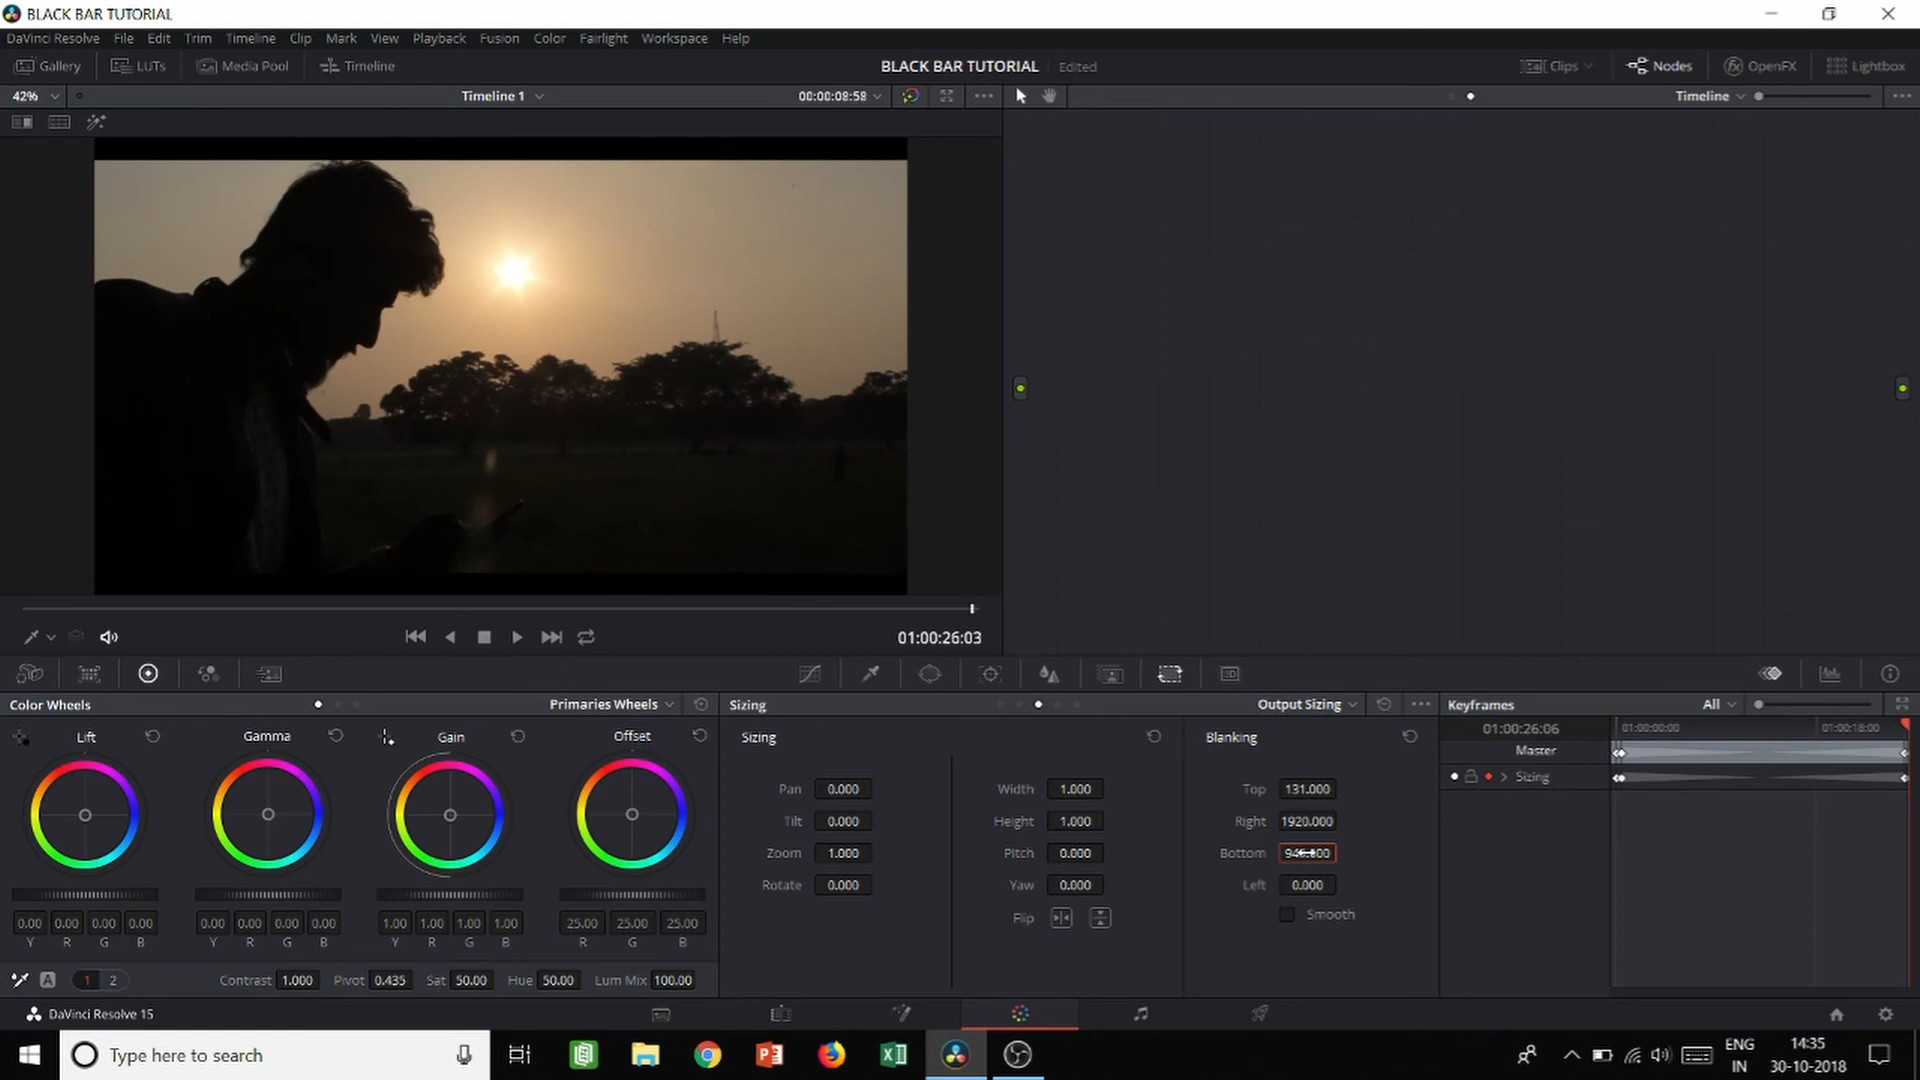 BLACK BAR TUTORIAL
DaVinci Resolve File Edit Trim Timeline Clip Mark View Playback Fusion Color Fairlight Workspace Help
Gallery LUTs Media Pool Timeline BLACK BAR TUTORIAL Edited Clips Nodes OpenFX Lightbox
42% Timeline 1 00:00:08:58 Timeline
01:00:26:03
Color Wheels Primaries Wheels Sizing Output Sizing Keyframes All
Lift Gamma Gain Offset Sizing Blanking 01:00:26:06 01:00:00:00 01:00:18:00
Master
Sizing
Pan 0.000 Width 1.000 Top 131.000
Tilt 0.000 Height 1.000 Right 1920.000
Zoom 1.000 Pitch 0.000 Bottom
Rotate 0.000 Yaw 0.000 Left 0.000
Flip Smooth
0.00 0.00 0.00 0.00 0.00 0.00 0.00 0.00 1.00 1.00 1.00 1.00 25.00 25.00 25.00
Y R G B Y R G B Y R G B R G B
A 1 2 Contrast 1.000 Pivot 0.435 Sat 50.00 Hue 50.00 Lum Mix 100.00
DaVinci Resolve 15
Type here to search ENG 14:35
IN 30-10-2018